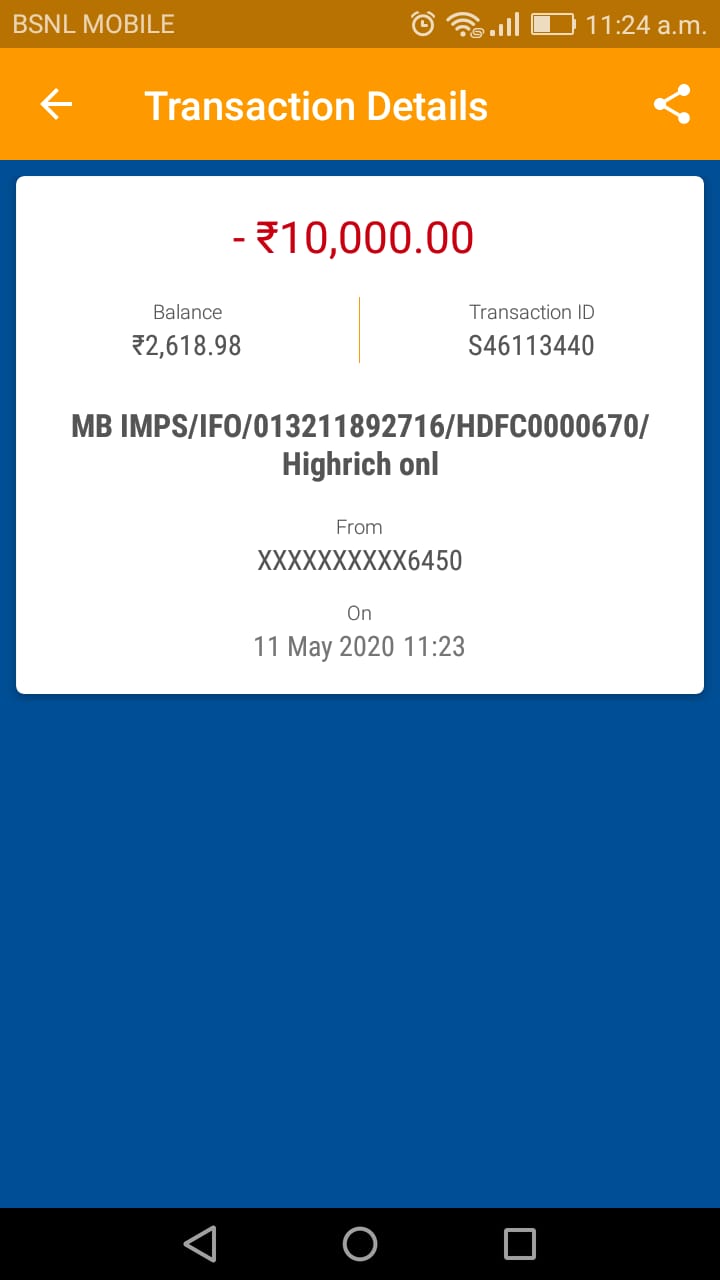 BSNL MOBILE 11:24 a.m.
Transaction Details
- ₹10,000.00
Balance
₹2,618.98
Transaction ID
S46113440
MB IMPS/IFO/013211892716/HDFC0000670/
Highrich onl
From
XXXXXXXXXX6450
On
11 May 2020 11:23